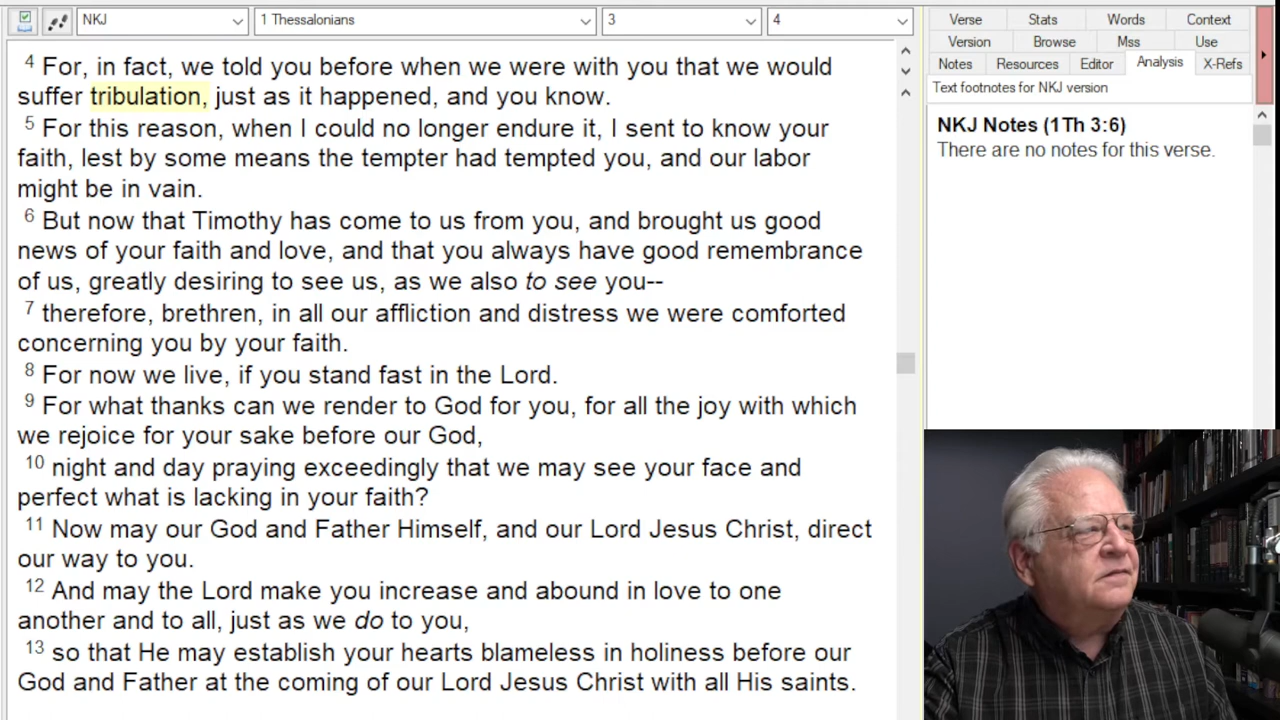 NKJ 1 Thessalonians 3 4
4 For, in fact, we told you before when we were with you that we would
suffer tribulation, just as it happened, and you know.
5 For this reason, when I could no longer endure it, I sent to know your
faith, lest by some means the tempter had tempted you, and our labor
might be in vain.
6 But now that Timothy has come to us from you, and brought us good
news of your faith and love, and that you always have good remembrance
of us, greatly desiring to see us, as we also to see you--
7 therefore, brethren, in all our affliction and distress we were comforted
concerning you by your faith.
8 For now we live, if you stand fast in the Lord.
9 For what thanks can we render to God for you, for all the joy with which
we rejoice for your sake before our God,
10 night and day praying exceedingly that we may see your face and
perfect what is lacking in your faith?
11 Now may our God and Father Himself, and our Lord Jesus Christ, direct
our way to you.
12 And may the Lord make you increase and abound in love to one
another and to all, just as we do to you,
13 so that He may establish your hearts blameless in holiness before our
God and Father at the coming of our Lord Jesus Christ with all His saints.
Verse Stats Words Context
Version Browse Mss Use
Notes Resources Editor Analysis X-Refs
Text footnotes for NKJ version
NKJ Notes (1Th 3:6)
There are no notes for this verse.